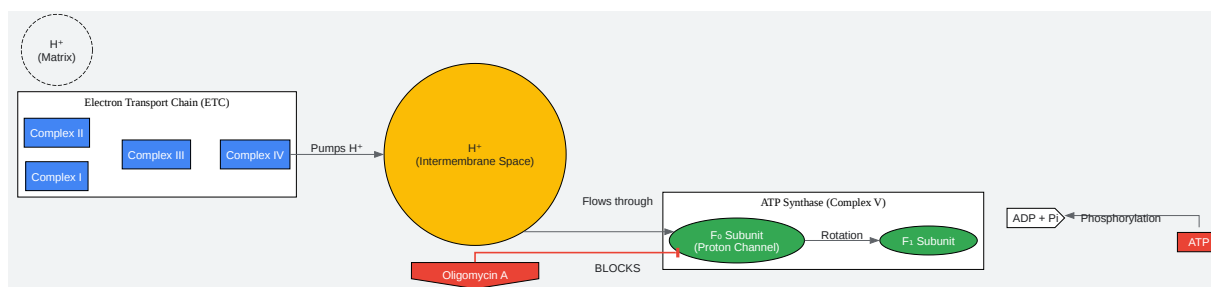 H⁺
(Matrix)
Electron Transport Chain (ETC)
Complex II
Complex I
Complex III
Complex IV
Pumps H⁺
H⁺
(Intermembrane Space)
Flows through
ATP Synthase (Complex V)
F₀ Subunit
(Proton Channel)
Rotation
F₁ Subunit
ADP + Pi
Phosphorylation
ATP
Oligomycin A
BLOCKS